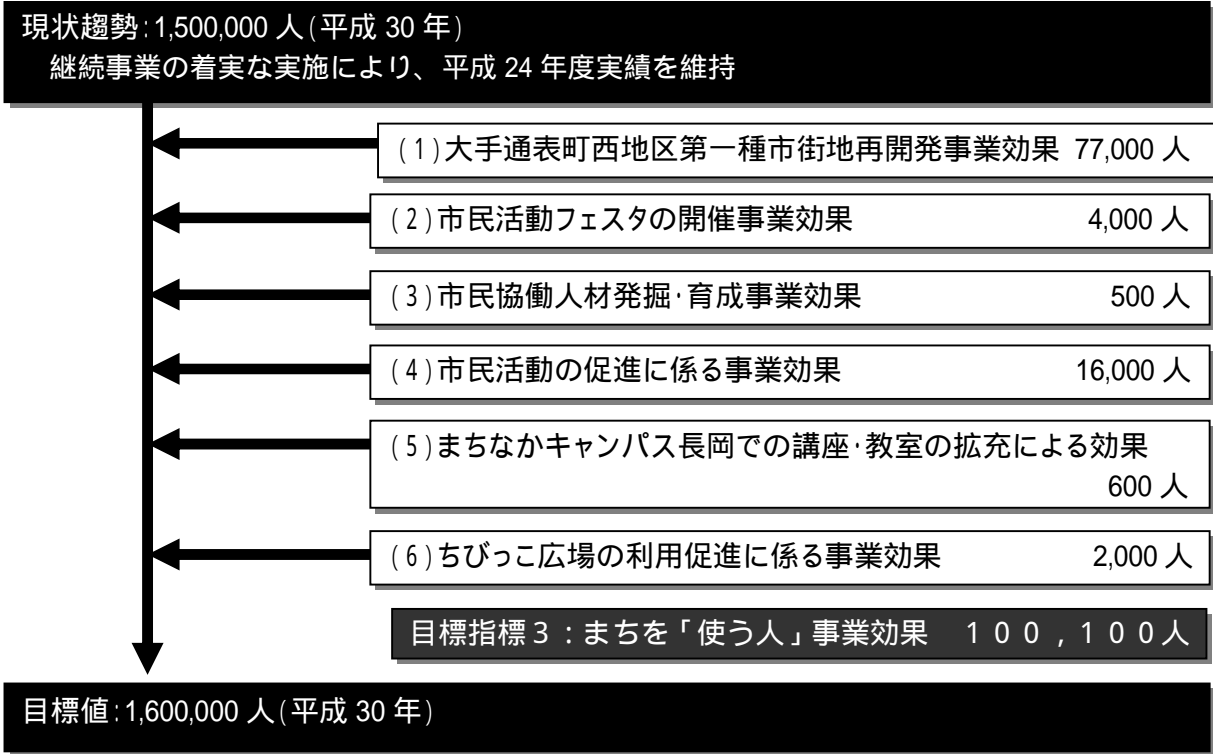 現状趨勢:1,500,000 人(平成 30 年)
継続事業の着実な実施により、平成 24 年度実績を維持
(1)大手通表町西地区第一種市街地再開発事業効果 77,000 人
(2)市民活動フェスタの開催事業効果 4,000 人
(3)市民協働人材発掘・育成事業効果 500 人
(4)市民活動の促進に係る事業効果 16,000 人
(5)まちなかキャンパス長岡での講座・教室の拡充による効果
600 人
(6)ちびっこ広場の利用促進に係る事業効果 2,000 人
目標指標3:まちを「使う人」事業効果 100,100人
目標値:1,600,000 人(平成 30 年)